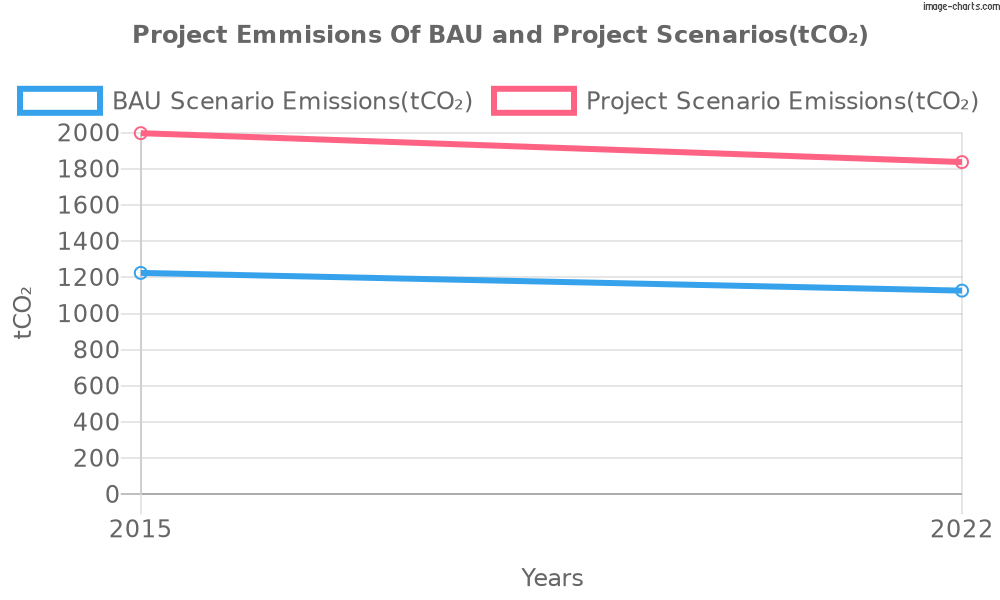 image-charts.com
Project Emmisions Of BAU and Project Scenarios(tCO₂)
BAU Scenario Emissions(tCO₂) Project Scenario Emissions(tCO₂)
2000
1800
1600
1400
1200
1000
800
600
400
200
0
tCO₂
2015 2022
Years